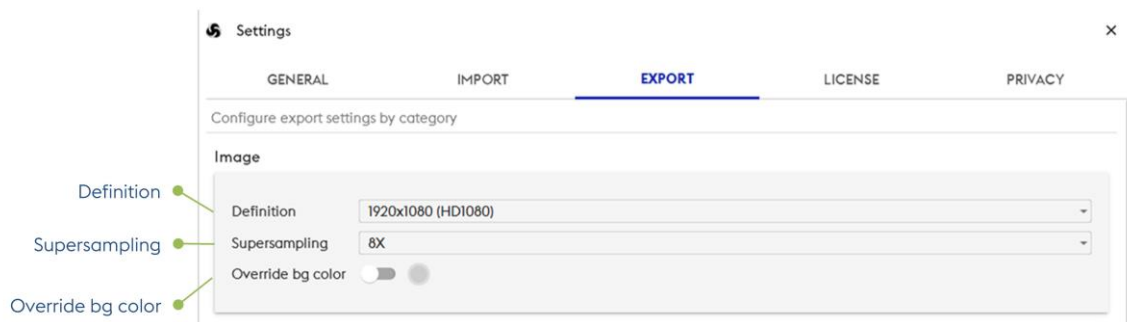 Settings
GENERAL IMPORT EXPORT LICENSE PRIVACY
Configure export settings by category
Image
Definition
Definition 1920x1080 (HD1080)
Supersampling
Supersampling 8X
Override bg color
Override bg color